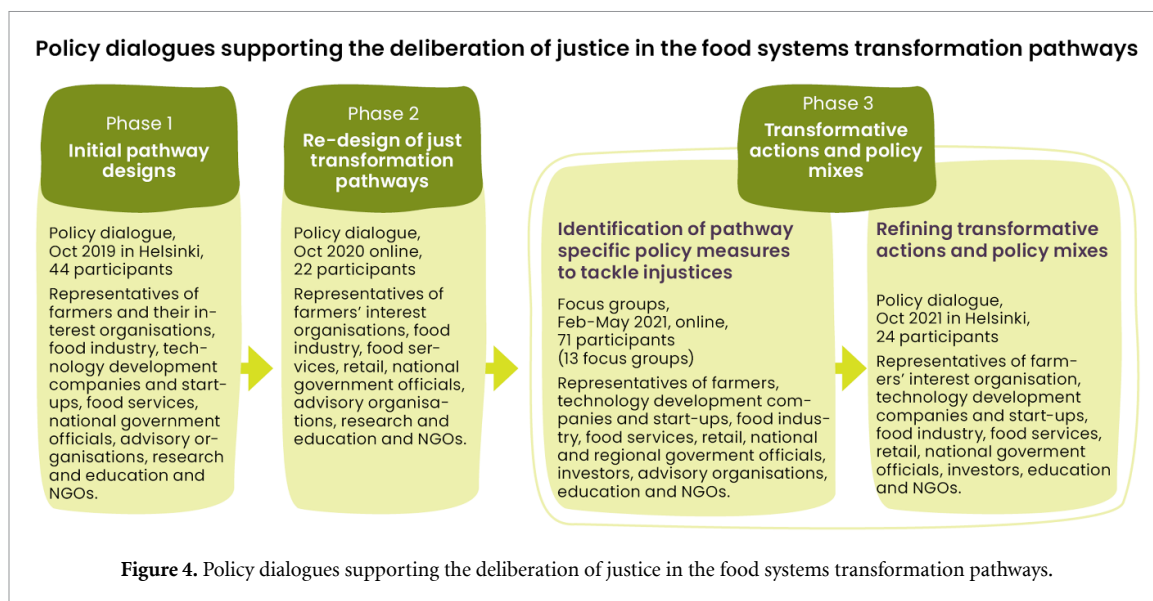 Policy dialogues supporting the deliberation of justice in the food systems transformation pathways
Phase 1
Initial pathway
designs
Policy dialogue,
Oct 2019 in Helsinki,
44 participants
Representatives of
farmers and their in-
terest organisations,
food industry, tech-
nology development
companies and start-
ups, food services,
national government
officials, advisory or-
ganisations, research
and education and
NGOs.
Phase 2
Re-design of just
transformation
pathways
Policy dialogue,
Oct 2020 online,
22 participants
Representatives of
farmers’ interest
organisations, food
industry, food ser-
vices, retail, national
government officials,
advisory organisa-
tions, research and
education and NGOs.
Phase 3
Transformative
actions and policy
mixes
Identification of pathway
specific policy measures
to tackle injustices
Focus groups,
Feb-May 2021, online,
71 participants
(13 focus groups)
Representatives of farmers,
technology development com-
panies and start-ups, food indus-
try, food services, retail, national
and regional goverment officials,
investors, advisory organisations,
education and NGOs.
Refining transformative
actions and policy mixes
Policy dialogue,
Oct 2021 in Helsinki,
24 participants
Representatives of farm-
ers’ interest organisation,
technology development
companies and start-ups,
food industry, food services,
retail, national goverment
officials, investors, education
and NGOs.
Figure 4. Policy dialogues supporting the deliberation of justice in the food systems transformation pathways.